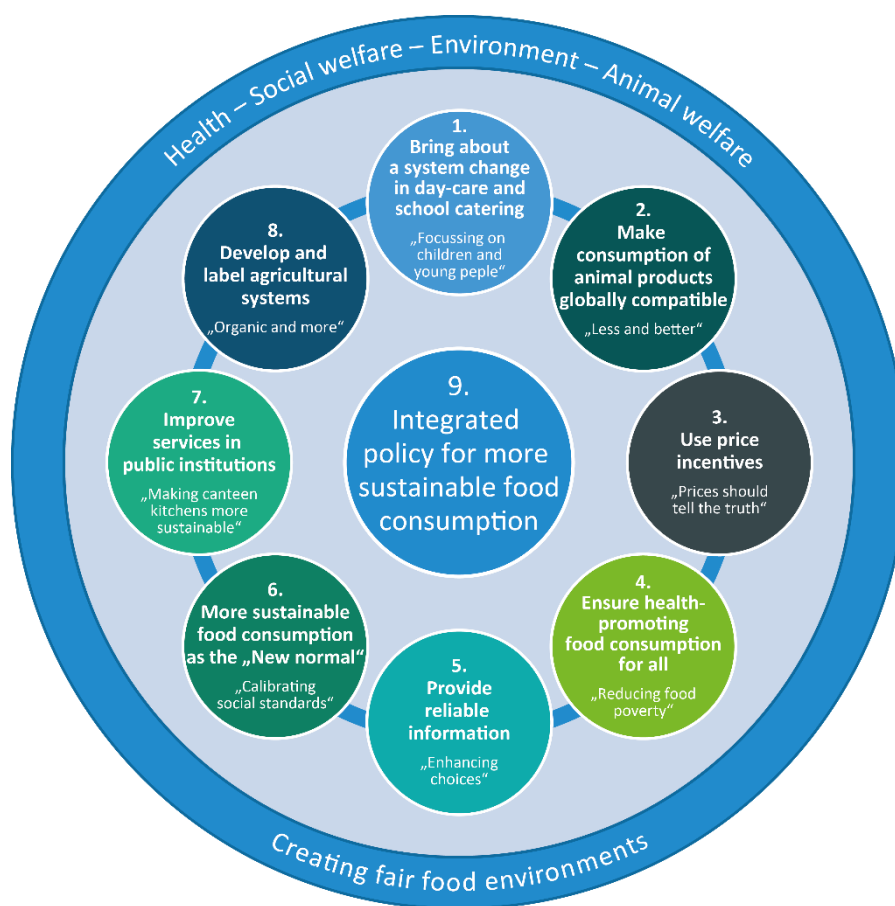 Health – Social welfare – Environment – Animal welfare
1.
Bring about
a system change
in day-care and
school catering
„Focussing on
children and
young peple“
2.
Make
consumption of
animal products
globally compatible
„Less and better“
3.
Use price
incentives
„Prices should
tell the truth“
4.
Ensure health-
promoting
food consumption
for all
„Reducing food
poverty“
5.
Provide
reliable
information
„Enhancing
choices“
6.
More sustainable
food consumption
as the „New normal“
„Calibrating
social standards“
7.
Improve
services in
public institutions
„Making canteen
kitchens more
sustainable“
8.
Develop and
label agricultural
systems
„Organic and more“
9.
Integrated
policy for more
sustainable food
consumption
Creating fair food environments